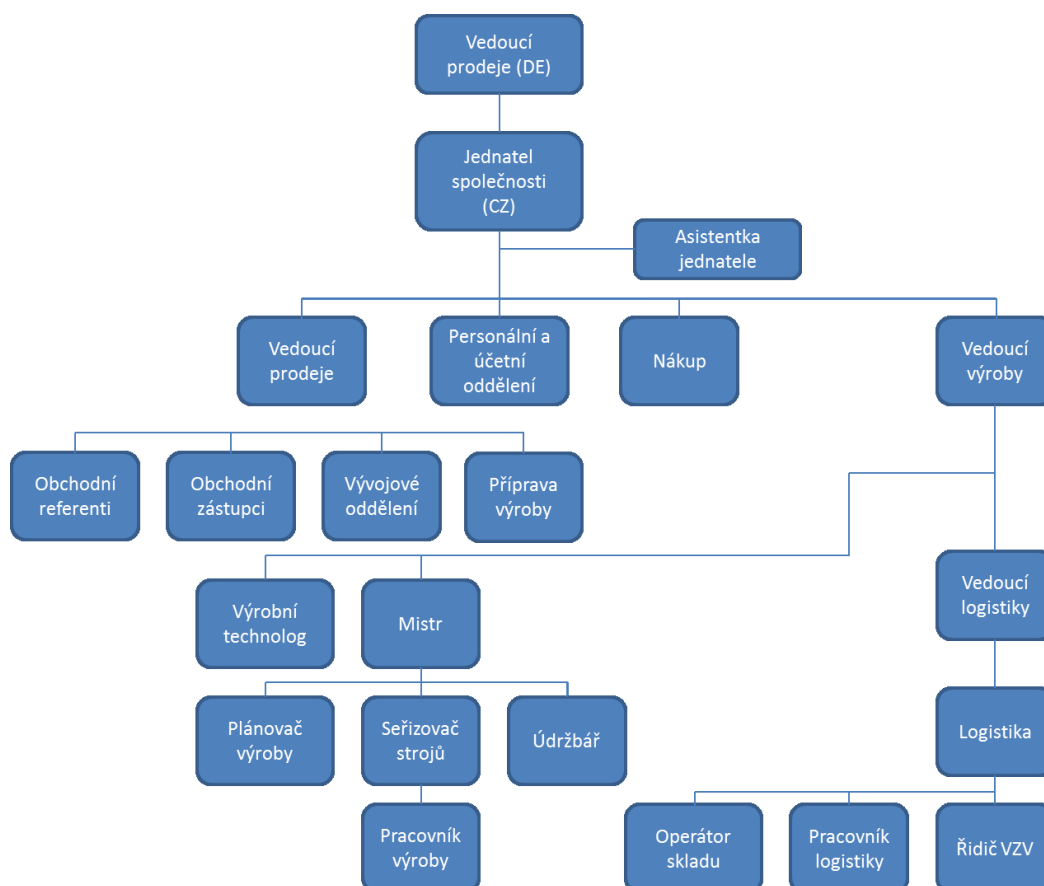 Vedoucí
prodeje (DE)
Jednatel
společnosti
(CZ)
Asistentka
jednatele
Vedoucí
prodeje
Personální a
účetní
oddělení
Nákup
Vedoucí
výroby
Obchodní
referenti
Obchodní
zástupci
Vývojové
oddělení
Příprava
výroby
Výrobní
technolog
Mistr
Vedoucí
logistiky
Plánovač
výroby
Seřizovač
strojů
Údržbář
Logistika
Pracovník
výroby
Operátor
skladu
Pracovník
logistiky
Řidič VZV